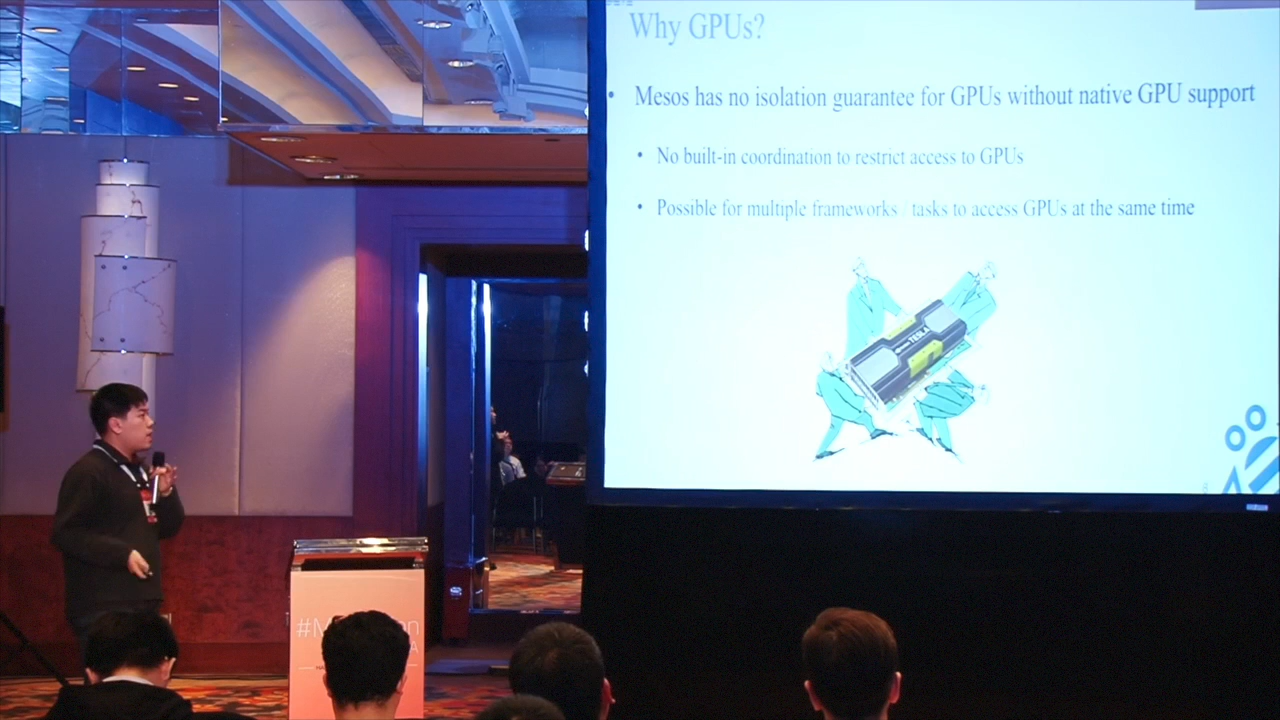 Why GPUs?
• Mesos has no isolation guarantee for GPUs without native GPU support
• No built-in coordination to restrict access to GPUs
• Possible for multiple frameworks / tasks to access GPUs at the same time
TESLA